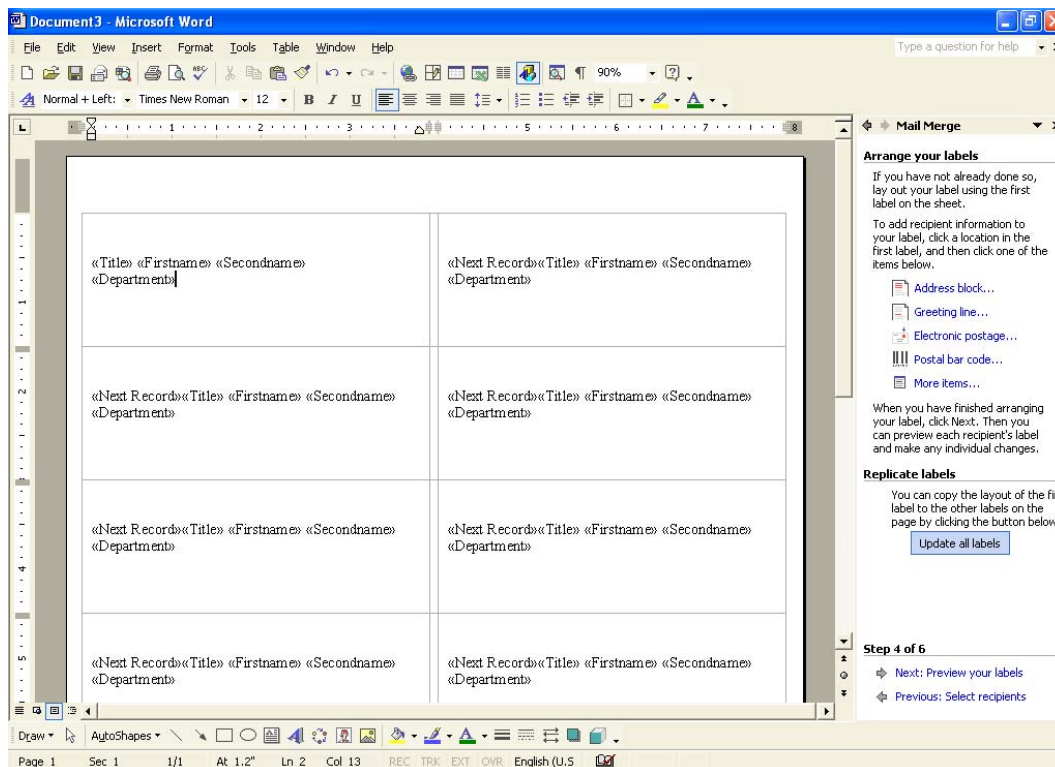 Document3 - Microsoft Word
File Edit View Insert Format Tools Table Window Help
Type a question for help
90%
Normal + Left: Times New Roman 12 B I U
1 2 3 5 6 7 8
Mail Merge
Arrange your labels
If you have not already done so,
lay out your label using the first
label on the sheet.
To add recipient information to
your label, click a location in the
first label, and then click one of the
items below.
Address block...
Greeting line...
Electronic postage...
Postal bar code...
More items...
When you have finished arranging
your label, click Next. Then you
can preview each recipient's label
and make any individual changes.
Replicate labels
You can copy the layout of the fi
label to the other labels on the
page by clicking the button below
Update all labels
Step 4 of 6
Next: Preview your labels
Previous: Select recipients
«Title» «Firstname» «Secondname»
«Department»
«Next Record»«Title» «Firstname» «Secondname»
«Department»
«Next Record»«Title» «Firstname» «Secondname»
«Department»
«Next Record»«Title» «Firstname» «Secondname»
«Department»
«Next Record»«Title» «Firstname» «Secondname»
«Department»
«Next Record»«Title» «Firstname» «Secondname»
«Department»
«Next Record»«Title» «Firstname» «Secondname»
«Department»
«Next Record»«Title» «Firstname» «Secondname»
«Department»
Draw AutoShapes
Page 1 Sec 1 1/1 At 1.2" Ln 2 Col 13 REC TRK EXT OVR English (U.S